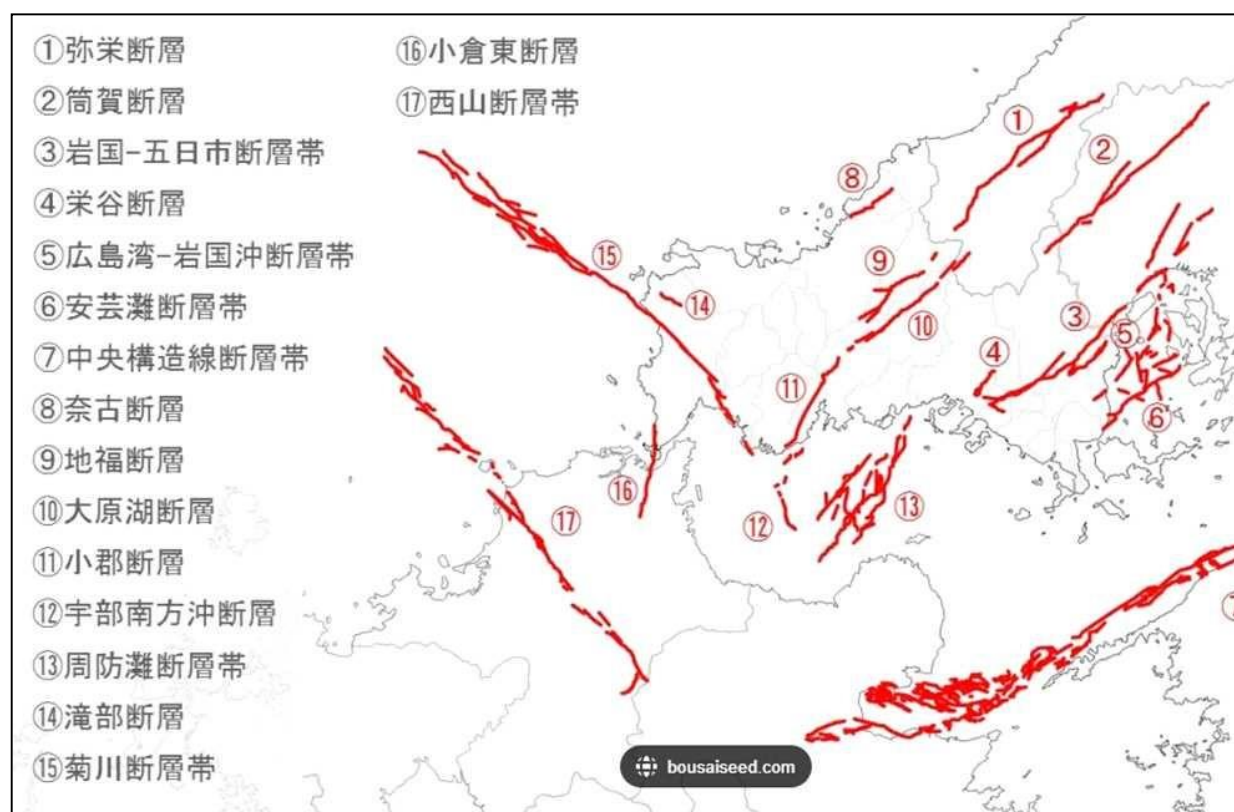 ①弥栄断層
②筒賀断層
③岩国−五日市断層帯
④栄谷断層
⑤広島湾−岩国沖断層帯
⑥安芸灘断層帯
⑦中央構造線断層帯
⑧奈古断層
⑨地福断層
⑩大原湖断層
⑪小郡断層
⑫宇部南方沖断層
⑬周防灘断層帯
⑭滝部断層
⑮菊川断層帯
⑯小倉東断層
⑰西山断層帯
①
②
⑧
⑮
⑨
⑭
③
⑩
⑤
④
⑪
⑥
⑯
⑬
⑰
⑫
⑦
bousaiseed.com